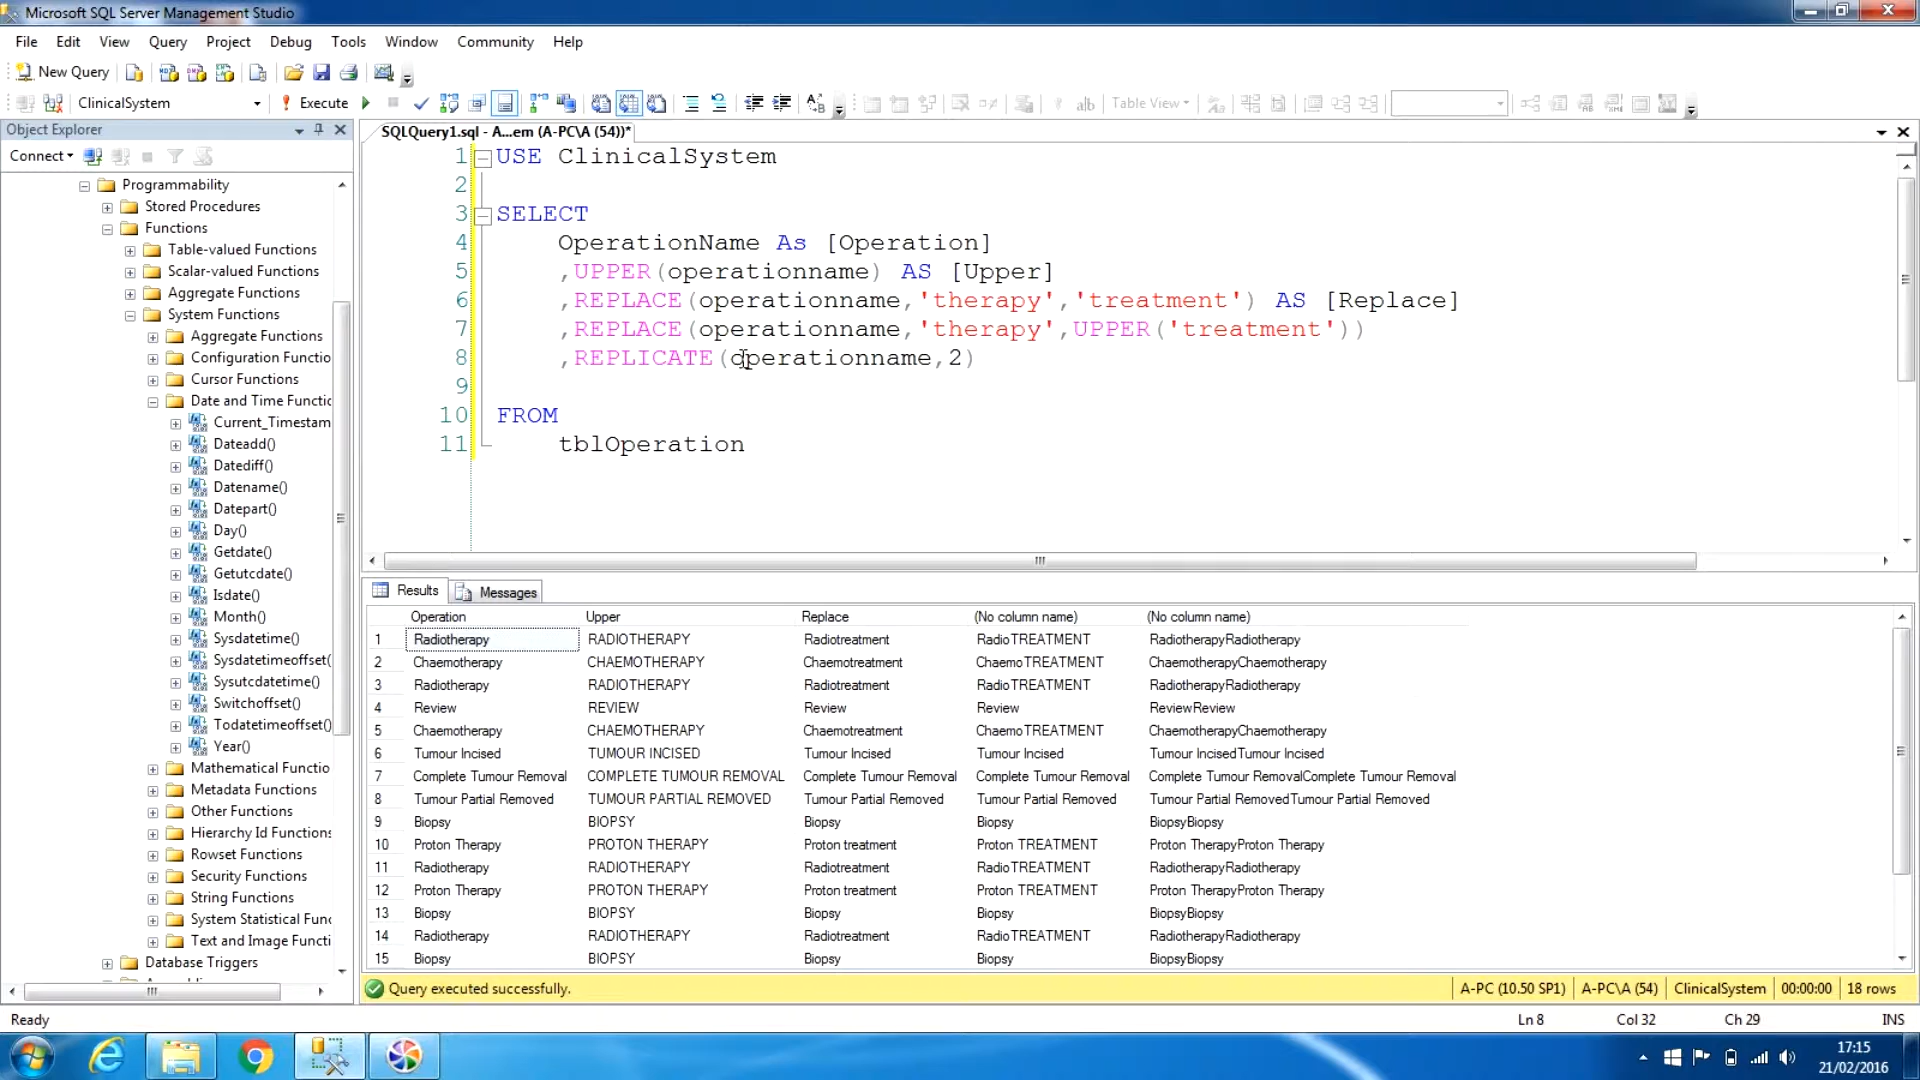 Microsoft SQL Server Management Studio
File Edit View Query Project Debug Tools Window Community Help
New Query
ClinicalSystem Execute Table View
Object Explorer
SQLQuery1.sql - A...em (A-PC\A (54))*
Connect
Programmability
Stored Procedures
Functions
Table-valued Functions
Scalar-valued Functions
Aggregate Functions
System Functions
Aggregate Functions
Configuration Functio
Cursor Functions
Date and Time Functic
Current_Timestam
Dateadd()
Datediff()
Datename()
Datepart()
Day()
Getdate()
Getutcdate()
Isdate()
Month()
Sysdatetime()
Sysdatetimeoffset(
Sysutcdatetime()
Switchoffset()
Todatetimeoffset()
Year()
Mathematical Functio
Metadata Functions
Other Functions
Hierarchy Id Functions
Rowset Functions
Security Functions
String Functions
System Statistical Func
Text and Image Functi
Database Triggers
1 USE ClinicalSystem
2
3 SELECT
4 OperationName As [Operation]
5 ,UPPER(operationname) AS [Upper]
6 ,REPLACE(operationname,'therapy','treatment') AS [Replace]
7 ,REPLACE(operationname,'therapy',UPPER('treatment'))
8 ,REPLICATE(operationname,2)
9
10 FROM
11 tblOperation
Results Messages
Operation Upper Replace (No column name) (No column name)
1 Radiotherapy RADIOTHERAPY Radiotreatment RadioTREATMENT RadiotherapyRadiotherapy
2 Chaemotherapy CHAEMOTHERAPY Chaemotreatment ChaemoTREATMENT ChaemotherapyChaemotherapy
3 Radiotherapy RADIOTHERAPY Radiotreatment RadioTREATMENT RadiotherapyRadiotherapy
4 Review REVIEW Review Review ReviewReview
5 Chaemotherapy CHAEMOTHERAPY Chaemotreatment ChaemoTREATMENT ChaemotherapyChaemotherapy
6 Tumour Incised TUMOUR INCISED Tumour Incised Tumour Incised Tumour IncisedTumour Incised
7 Complete Tumour Removal COMPLETE TUMOUR REMOVAL Complete Tumour Removal Complete Tumour Removal Complete Tumour RemovalComplete Tumour Removal
8 Tumour Partial Removed TUMOUR PARTIAL REMOVED Tumour Partial Removed Tumour Partial Removed Tumour Partial RemovedTumour Partial Removed
9 Biopsy BIOPSY Biopsy Biopsy BiopsyBiopsy
10 Proton Therapy PROTON THERAPY Proton treatment Proton TREATMENT Proton TherapyProton Therapy
11 Radiotherapy RADIOTHERAPY Radiotreatment RadioTREATMENT RadiotherapyRadiotherapy
12 Proton Therapy PROTON THERAPY Proton treatment Proton TREATMENT Proton TherapyProton Therapy
13 Biopsy BIOPSY Biopsy Biopsy BiopsyBiopsy
14 Radiotherapy RADIOTHERAPY Radiotreatment RadioTREATMENT RadiotherapyRadiotherapy
15 Biopsy BIOPSY Biopsy Biopsy BiopsyBiopsy
Query executed successfully. A-PC (10.50 SP1) A-PC\A (54) ClinicalSystem 00:00:00 18 rows
Ready Ln 8 Col 32 Ch 29 INS
17:15
21/02/2016